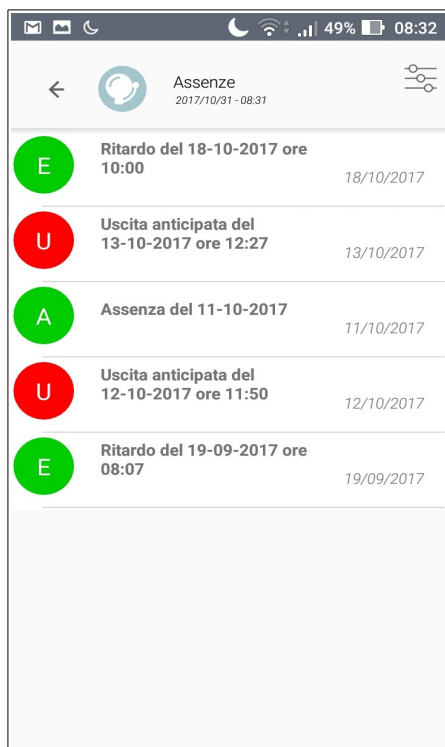 49% 08:32
Assenze
2017/10/31 - 08:31
E
Ritardo del 18-10-2017 ore
10:00
18/10/2017
U
Uscita anticipata del
13-10-2017 ore 12:27
13/10/2017
A
Assenza del 11-10-2017
11/10/2017
U
Uscita anticipata del
12-10-2017 ore 11:50
12/10/2017
E
Ritardo del 19-09-2017 ore
08:07
19/09/2017